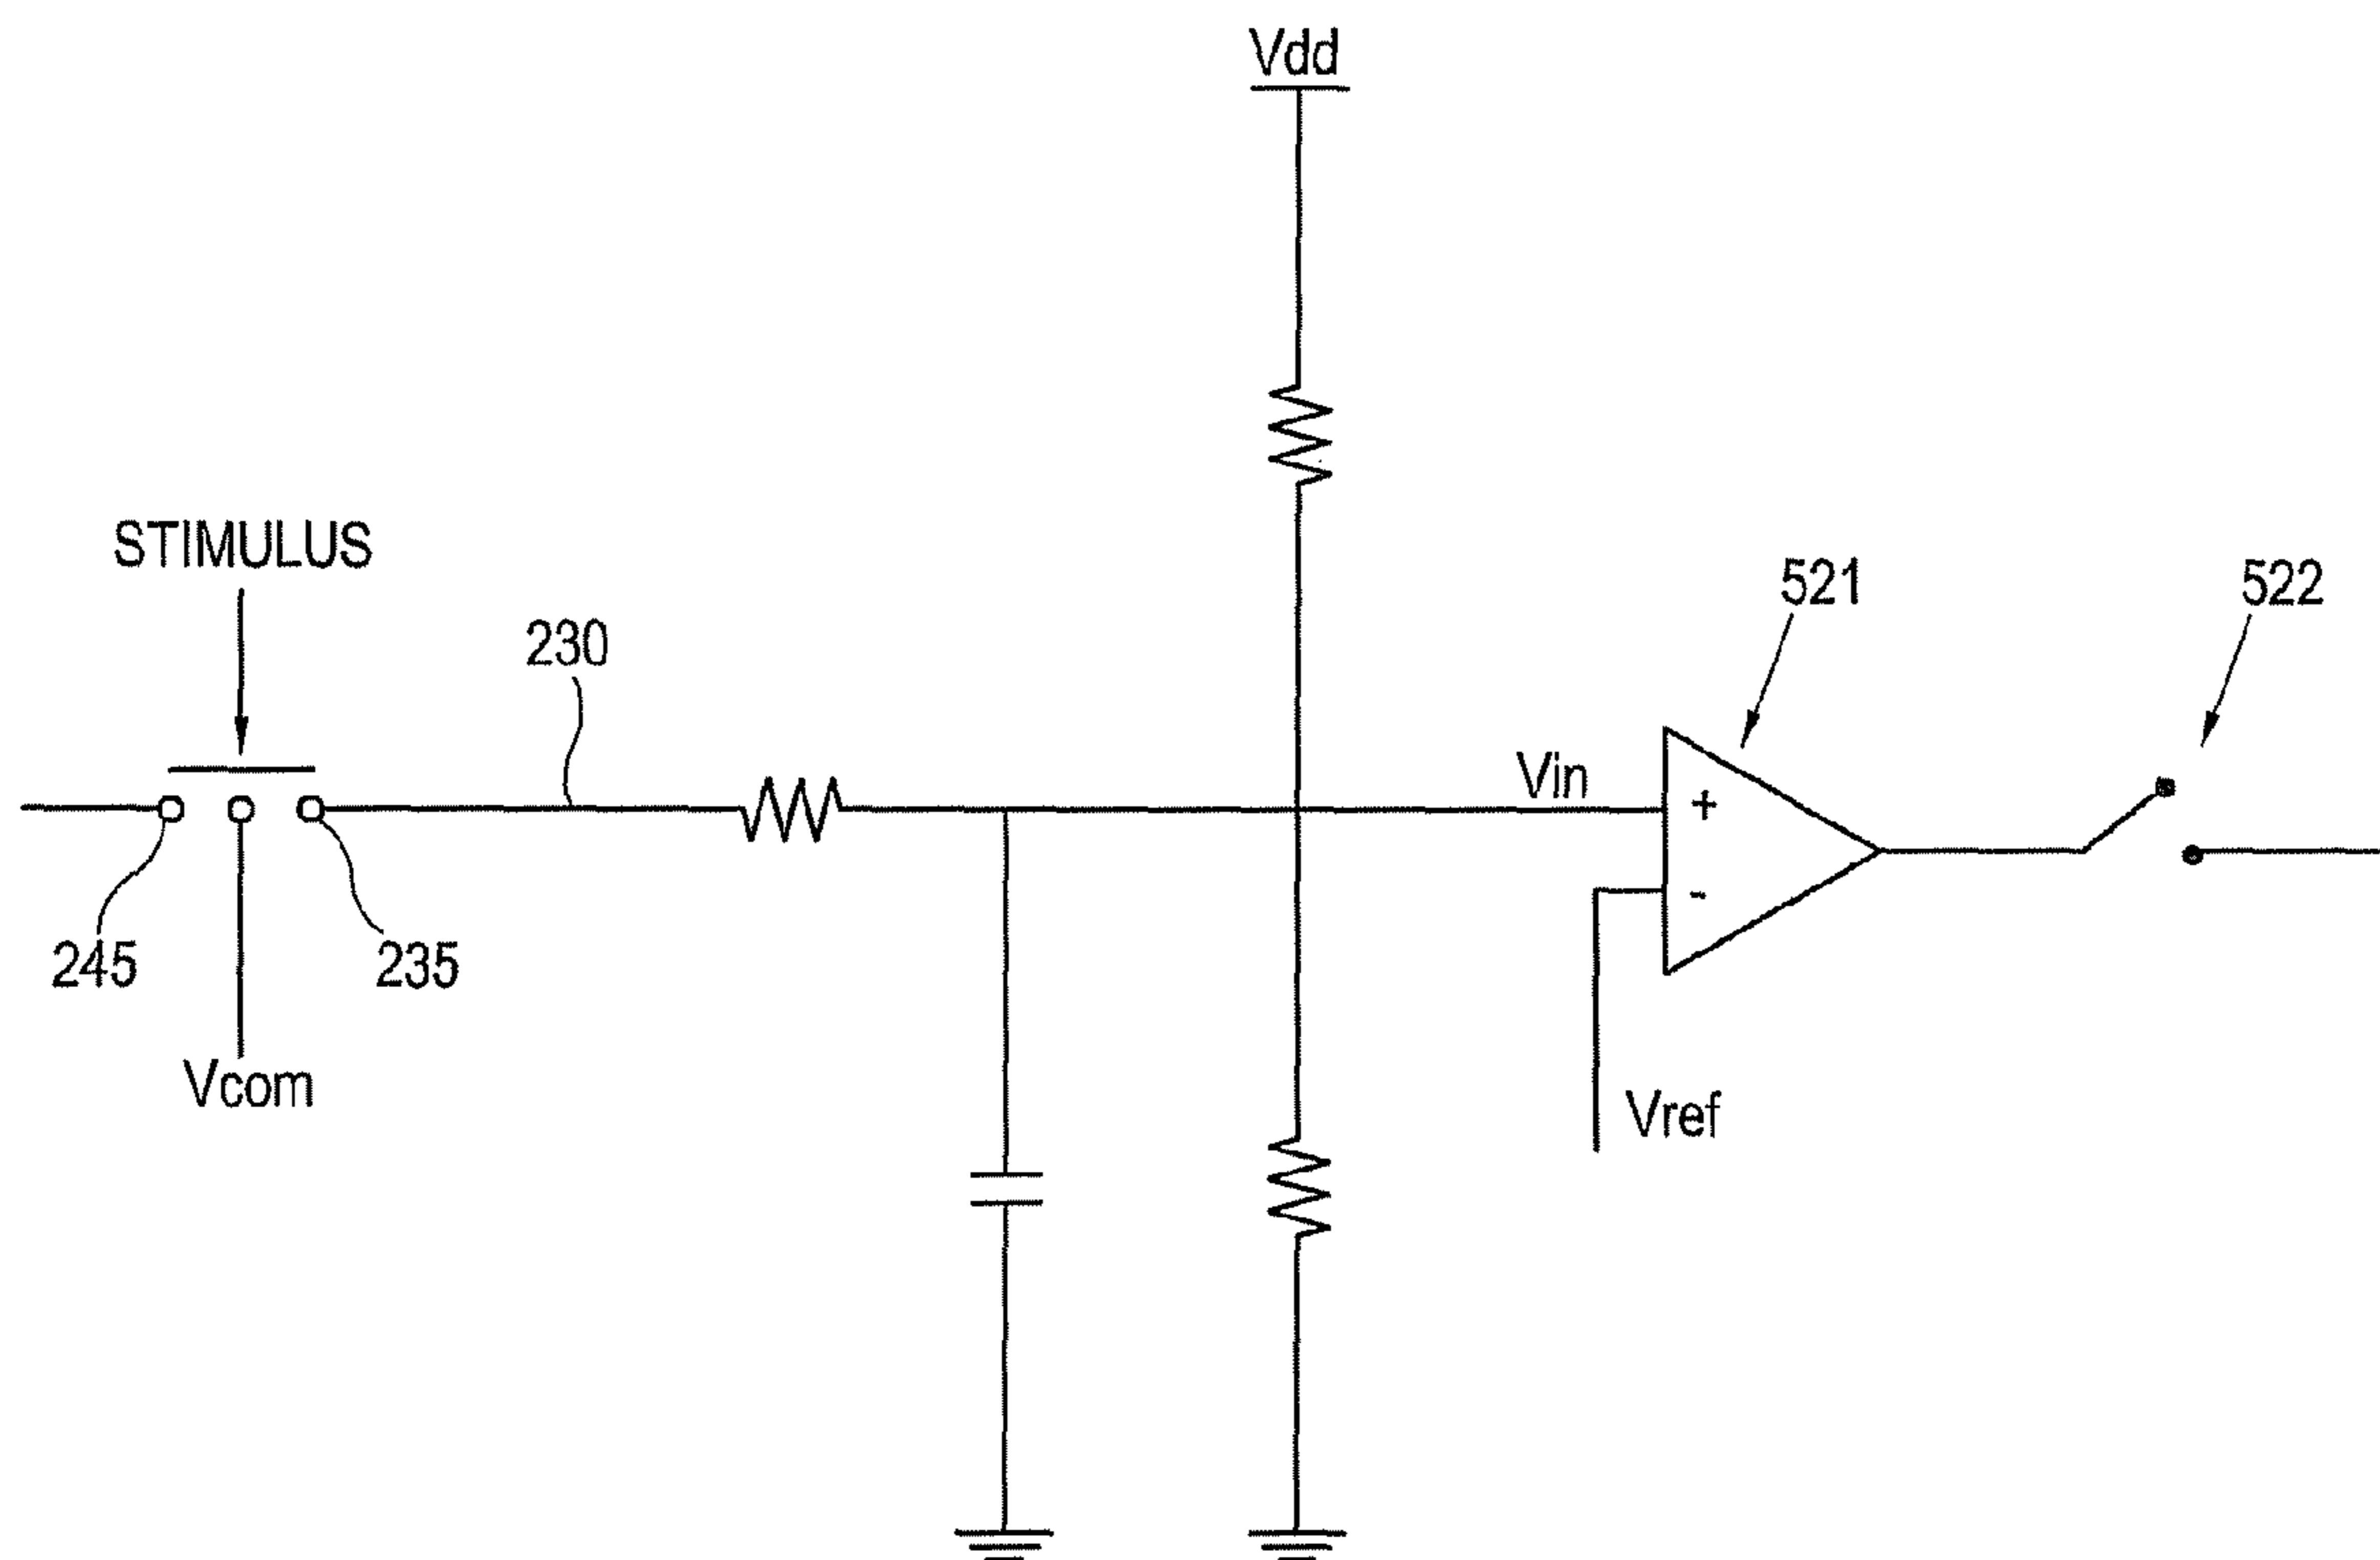 Vdd
STIMULUS
521
522
230
Vin
+
-
245
235
Vcom
Vref